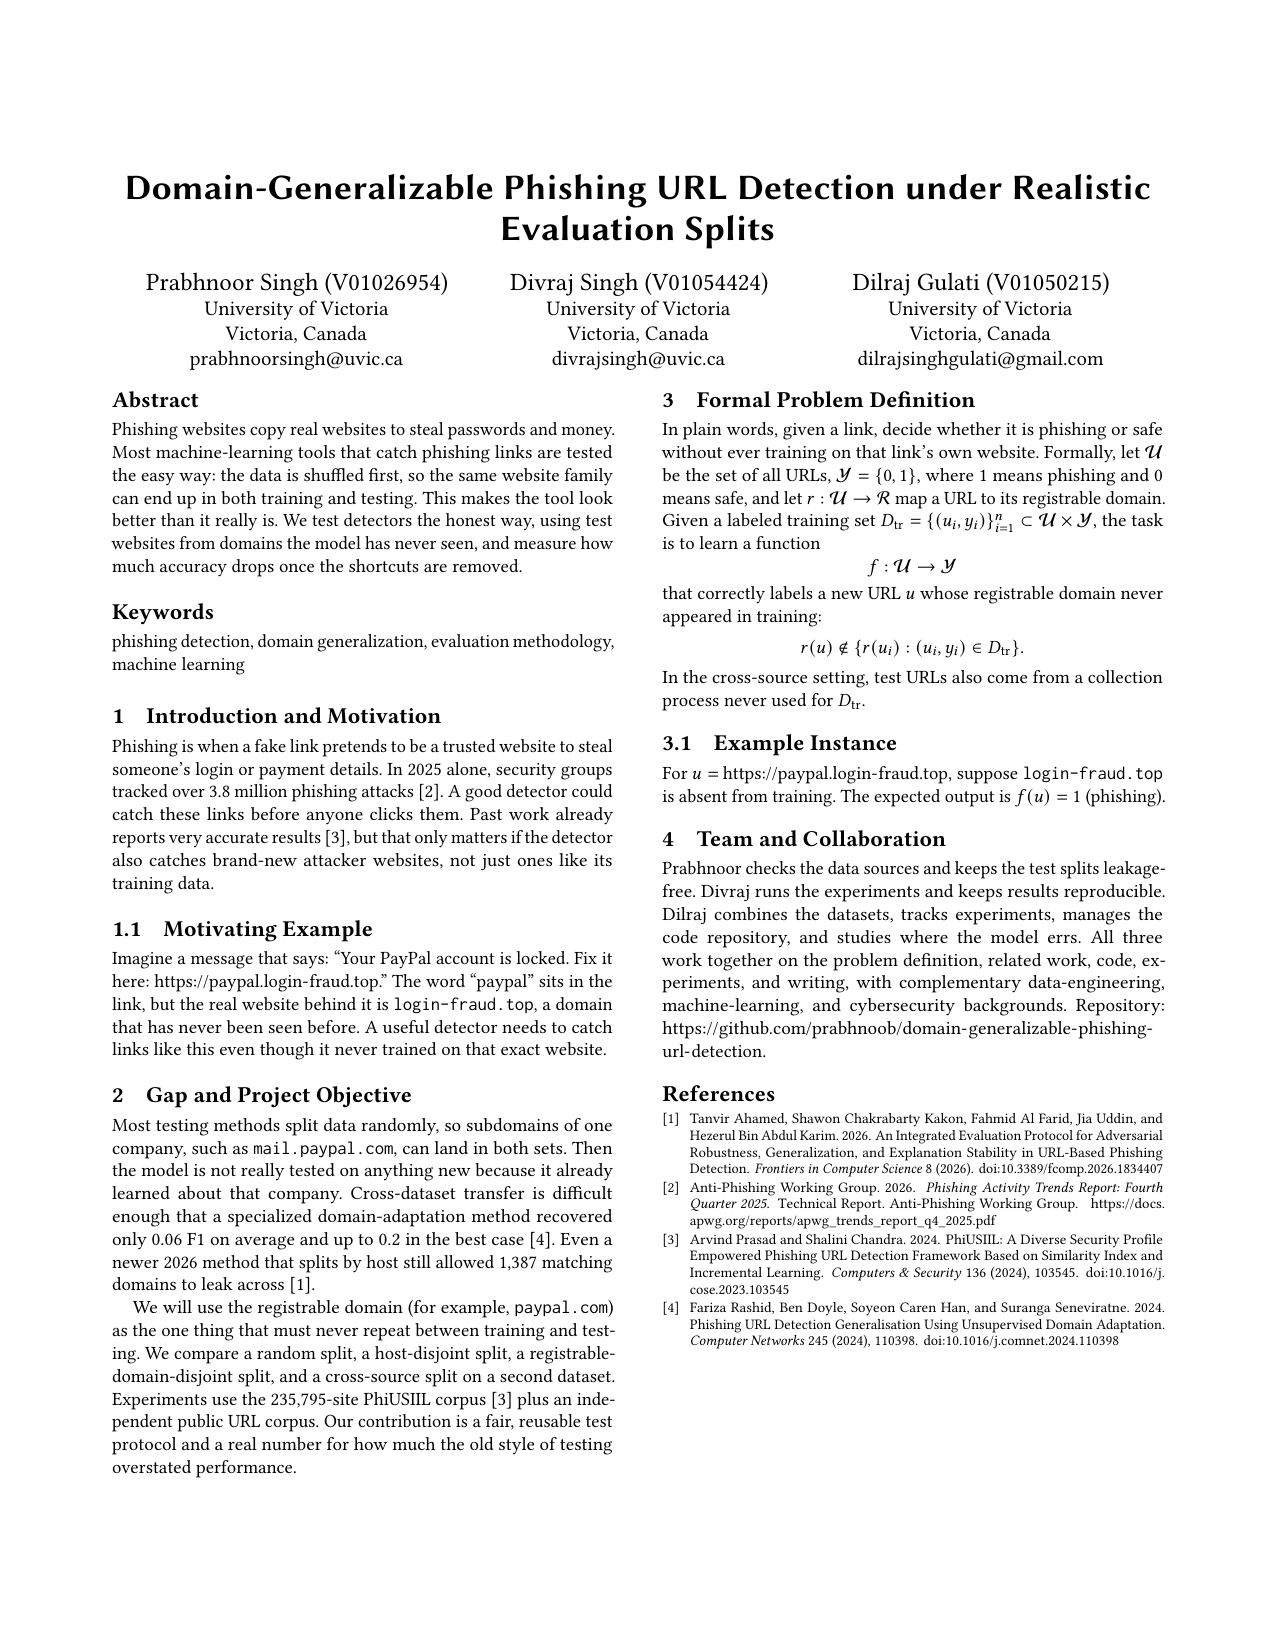 Domain-Generalizable Phishing URL Detection under Realistic
Evaluation Splits
Prabhnoor Singh (V01026954)
University of Victoria
Victoria, Canada
prabhnoorsingh@uvic.ca
Divraj Singh (V01054424)
University of Victoria
Victoria, Canada
divrajsingh@uvic.ca
Dilraj Gulati (V01050215)
University of Victoria
Victoria, Canada
dilrajsinghgulati@gmail.com
Abstract
Phishing websites copy real websites to steal passwords and money.
Most machine-learning tools that catch phishing links are tested
the easy way: the data is shuffled first, so the same website family
can end up in both training and testing. This makes the tool look
better than it really is. We test detectors the honest way, using test
websites from domains the model has never seen, and measure how
much accuracy drops once the shortcuts are removed.
Keywords
phishing detection, domain generalization, evaluation methodology,
machine learning
1 Introduction and Motivation
Phishing is when a fake link pretends to be a trusted website to steal
someone's login or payment details. In 2025 alone, security groups
tracked over 3.8 million phishing attacks [2]. A good detector could
catch these links before anyone clicks them. Past work already
reports very accurate results [3], but that only matters if the detector
also catches brand-new attacker websites, not just ones like its
training data.
1.1 Motivating Example
Imagine a message that says: “Your PayPal account is locked. Fix it
here: https://paypal.login-fraud.top.” The word “paypal” sits in the
link, but the real website behind it is login-fraud.top, a domain
that has never been seen before. A useful detector needs to catch
links like this even though it never trained on that exact website.
2 Gap and Project Objective
Most testing methods split data randomly, so subdomains of one
company, such as mail.paypal.com, can land in both sets. Then
the model is not really tested on anything new because it already
learned about that company. Cross-dataset transfer is difficult
enough that a specialized domain-adaptation method recovered
only 0.06 F1 on average and up to 0.2 in the best case [4]. Even a
newer 2026 method that splits by host still allowed 1,387 matching
domains to leak across [1].
We will use the registrable domain (for example, paypal.com)
as the one thing that must never repeat between training and test-
ing. We compare a random split, a host-disjoint split, a registrable-
domain-disjoint split, and a cross-source split on a second dataset.
Experiments use the 235,795-site PhiUSIIL corpus [3] plus an inde-
pendent public URL corpus. Our contribution is a fair, reusable test
protocol and a real number for how much the old style of testing
overstated performance.
3 Formal Problem Definition
In plain words, given a link, decide whether it is phishing or safe
without ever training on that link's own website. Formally, let 𝒰
be the set of all URLs, 𝒴 = {0, 1}, where 1 means phishing and 0
means safe, and let r : 𝒰 → ℛ map a URL to its registrable domain.
Given a labeled training set D_tr = {(u_i, y_i)}_{i=1}^n ⊂ 𝒰 × 𝒴, the task
is to learn a function
f : 𝒰 → 𝒴
that correctly labels a new URL u whose registrable domain never
appeared in training:
r(u) ∉ {r(u_i) : (u_i, y_i) ∈ D_tr}.
In the cross-source setting, test URLs also come from a collection
process never used for D_tr.
3.1 Example Instance
For u = https://paypal.login-fraud.top, suppose login-fraud.top
is absent from training. The expected output is f(u) = 1 (phishing).
4 Team and Collaboration
Prabhnoor checks the data sources and keeps the test splits leakage-
free. Divraj runs the experiments and keeps results reproducible.
Dilraj combines the datasets, tracks experiments, manages the
code repository, and studies where the model errs. All three
work together on the problem definition, related work, code, ex-
periments, and writing, with complementary data-engineering,
machine-learning, and cybersecurity backgrounds. Repository:
https://github.com/prabhnoob/domain-generalizable-phishing-
url-detection.
References
[1] Tanvir Ahamed, Shawon Chakrabarty Kakon, Fahmid Al Farid, Jia Uddin, and
Hezerul Bin Abdul Karim. 2026. An Integrated Evaluation Protocol for Adversarial
Robustness, Generalization, and Explanation Stability in URL-Based Phishing
Detection. Frontiers in Computer Science 8 (2026). doi:10.3389/fcomp.2026.1834407
[2] Anti-Phishing Working Group. 2026. Phishing Activity Trends Report: Fourth
Quarter 2025. Technical Report. Anti-Phishing Working Group. https://docs.
apwg.org/reports/apwg_trends_report_q4_2025.pdf
[3] Arvind Prasad and Shalini Chandra. 2024. PhiUSIIL: A Diverse Security Profile
Empowered Phishing URL Detection Framework Based on Similarity Index and
Incremental Learning. Computers & Security 136 (2024), 103545. doi:10.1016/j.
cose.2023.103545
[4] Fariza Rashid, Ben Doyle, Soyeon Caren Han, and Suranga Seneviratne. 2024.
Phishing URL Detection Generalisation Using Unsupervised Domain Adaptation.
Computer Networks 245 (2024), 110398. doi:10.1016/j.comnet.2024.110398